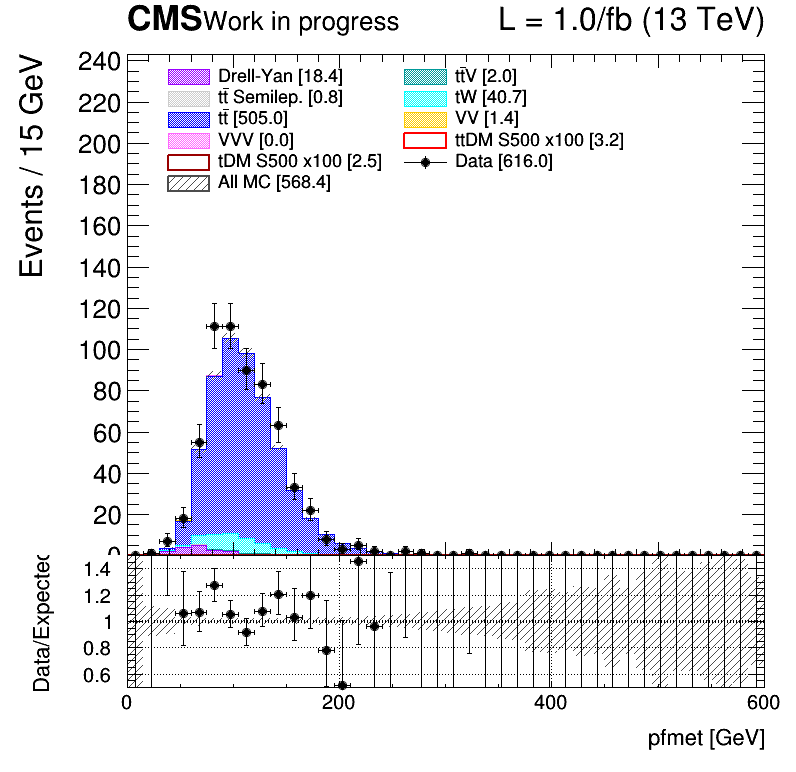 CMS Work in progress L = 1.0/fb (13 TeV)
Events / 15 GeV
240
220
200
180
160
140
120
100
80
60
40
20
0
Drell-Yan [18.4]
tt̄ Semilep. [0.8]
tt̄ [505.0]
VVV [0.0]
tDM S500 x100 [2.5]
All MC [568.4]
tt̄V [2.0]
tW [40.7]
VV [1.4]
ttDM S500 x100 [3.2]
Data [616.0]
Data/Expected
1.4
1.2
1
0.8
0.6
0 200 400 600
pfmet [GeV]